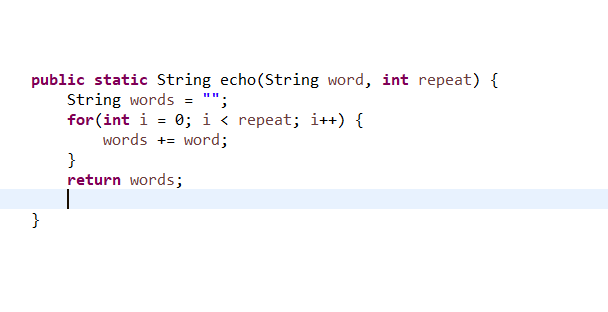 public static String echo(String word, int repeat) {
    String words = "";
    for(int i = 0; i < repeat; i++) {
        words += word;
    }
    return words;
}